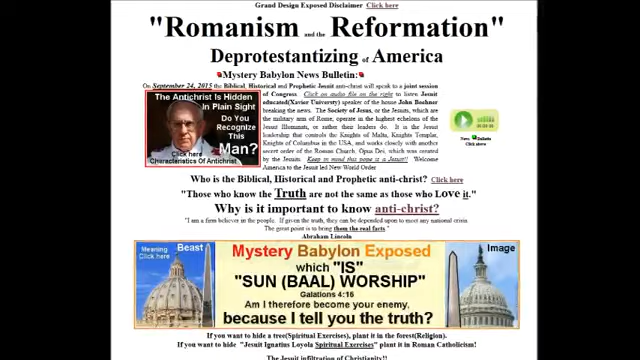 Grand Design Exposed Disclaimer Click here
"Romanism and the Reformation"
Deprotestantizing of America
Mystery Babylon News Bulletin:
On September 24, 2015 the Biblical, Historical and Prophetic Jesuit anti-christ will speak to a joint session
of Congress. Click on audio file on the right to listen Jesuit
educated(Xavier University) speaker of the house John Boehner
breaking the news. The Society of Jesus, or the Jesuits, which are
the military arm of Rome, operate in the highest echelons of the
Jesuit Illuminati, or rather their leaders do. It is the Jesuit
leadership that controls the Knights of Malta, Knights Templar,
Knights of Columbus in the USA, and works closely with another
secret order of the Roman Church, Opus Dei, which was created
by the Jesuits. Keep in mind this pope is a Jesuit!! 'Welcome
America to the Jesuit led New World Order
The Antichrist Is Hidden
In Plain Sight
Do You
Recognize
This
Man?
Click here
Characteristics Of Antichrist
News Bulletin
Click above
Who is the Biblical, Historical and Prophetic anti-christ? Click here
"Those who know the Truth are not the same as those who LOVE it."
Why is it important to know anti-christ?
"I am a firm believer in the people. If given the truth, they can be depended upon to meet any national crisis.
The great point is to bring them the real facts."
Abraham Lincoln
Meaning
Click here
Beast
Mystery Babylon Exposed
which "IS"
"SUN (BAAL) WORSHIP"
Galations 4:16
Am I therefore become your enemy,
because I tell you the truth?
Image
If you want to hide a tree(Spiritual Exercises), plant it in the forest(Religion).
If you want to hide "Jesuit Ignatius Loyola Spiritual Exercises" plant it in Roman Catholicism!
The Jesuit infiltration of Christianity!!